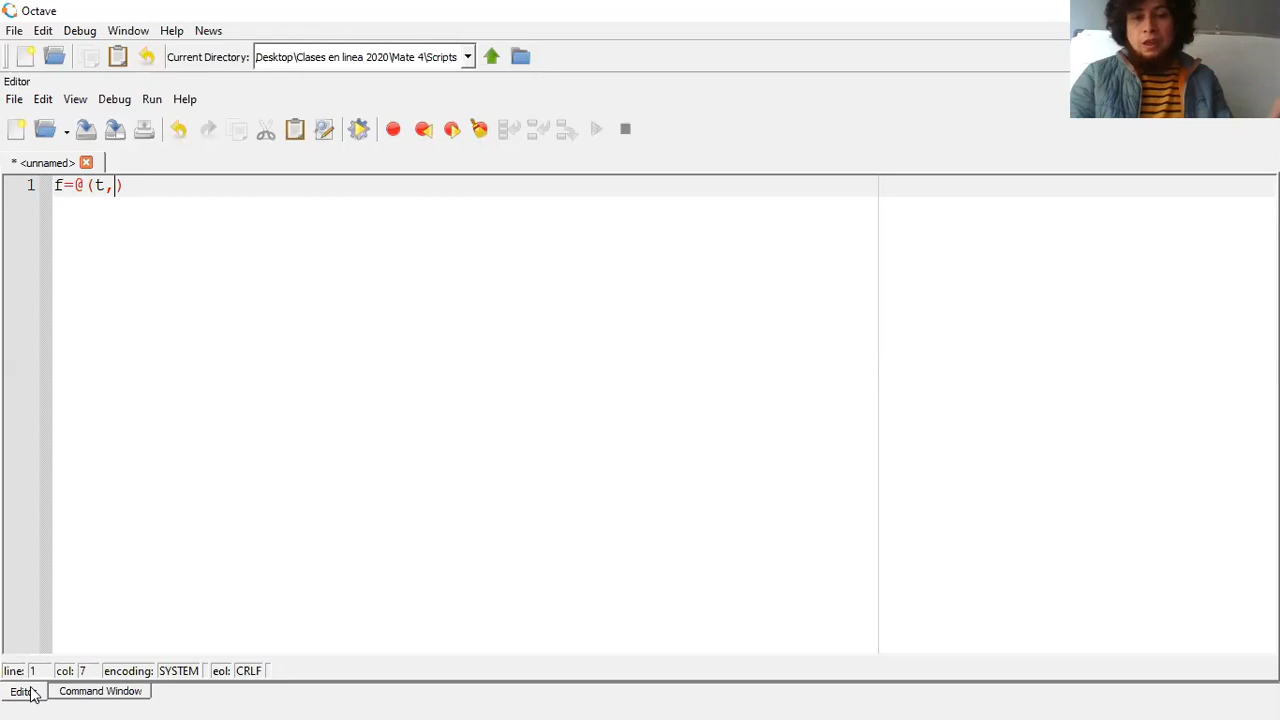 Octave
File Edit Debug Window Help News
Current Directory: Desktop\Clases en linea 2020\Mate 4\Scripts
Editor
File Edit View Debug Run Help
* <unnamed>
1 f=@(t,)
line: 1 col: 7 encoding: SYSTEM eol: CRLF
Editor Command Window